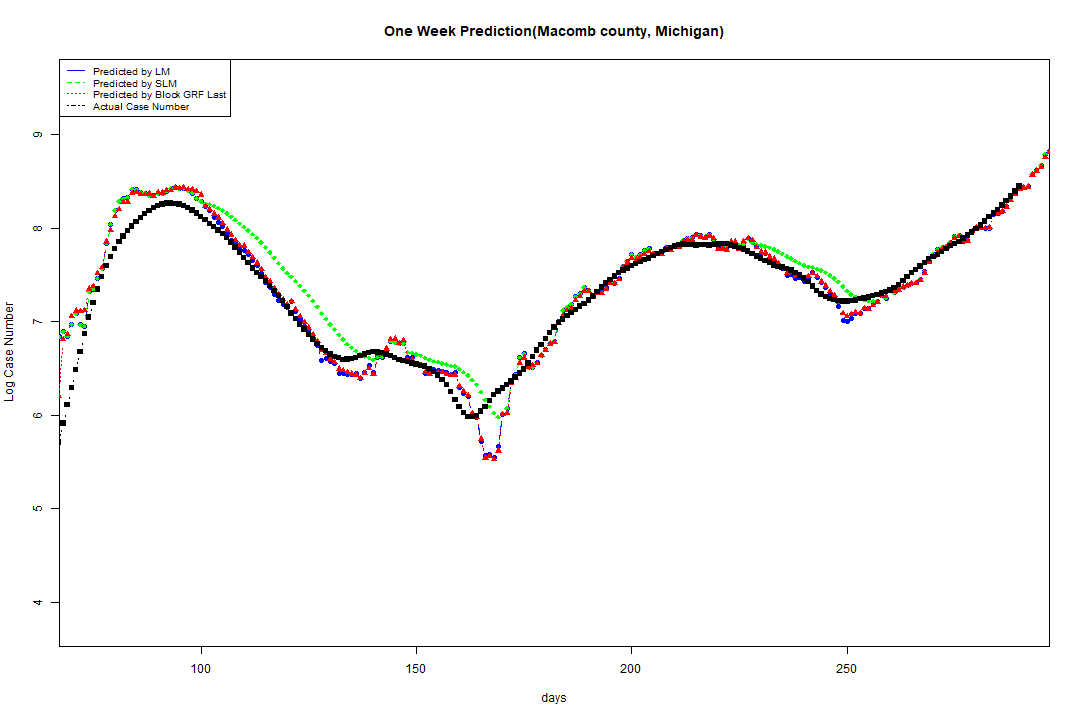 One Week Prediction(Macomb county, Michigan)
Predicted by LM
Predicted by SLM
Predicted by Block GRF Last
Actual Case Number
9
8
7
6
5
4
Log Case Number
100 150 200 250
days